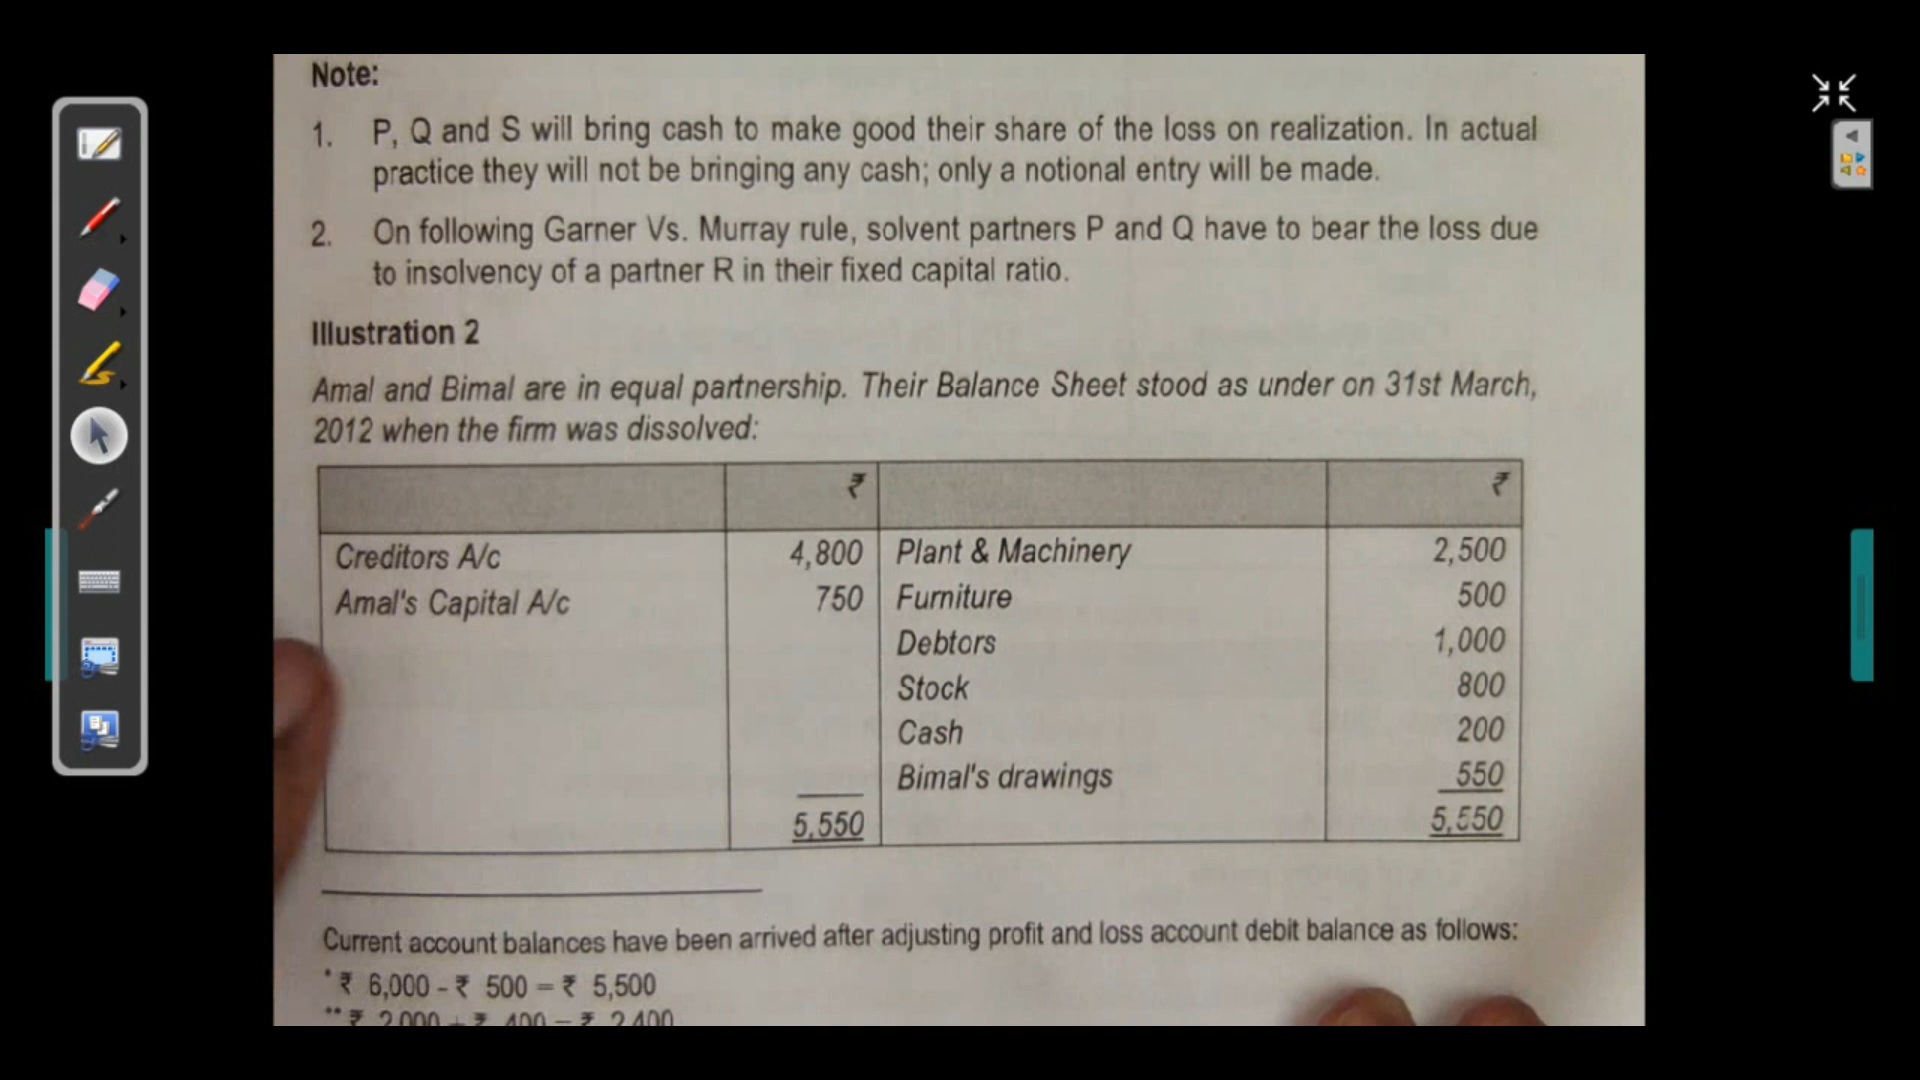 Note:
1. P, Q and S will bring cash to make good their share of the loss on realization. In actual
practice they will not be bringing any cash; only a notional entry will be made.
2. On following Garner Vs. Murray rule, solvent partners P and Q have to bear the loss due
to insolvency of a partner R in their fixed capital ratio.
Illustration 2
Amal and Bimal are in equal partnership. Their Balance Sheet stood as under on 31st March,
2012 when the firm was dissolved:
₹ ₹
Creditors A/c 4,800 Plant & Machinery 2,500
Amal's Capital A/c 750 Furniture 500
Debtors 1,000
Stock 800
Cash 200
Bimal's drawings 550
5,550 5,550
Current account balances have been arrived after adjusting profit and loss account debit balance as follows:
* ₹ 6,000 - ₹ 500 = ₹ 5,500
** ₹ 2,000 + ₹ 400 = ₹ 2,400